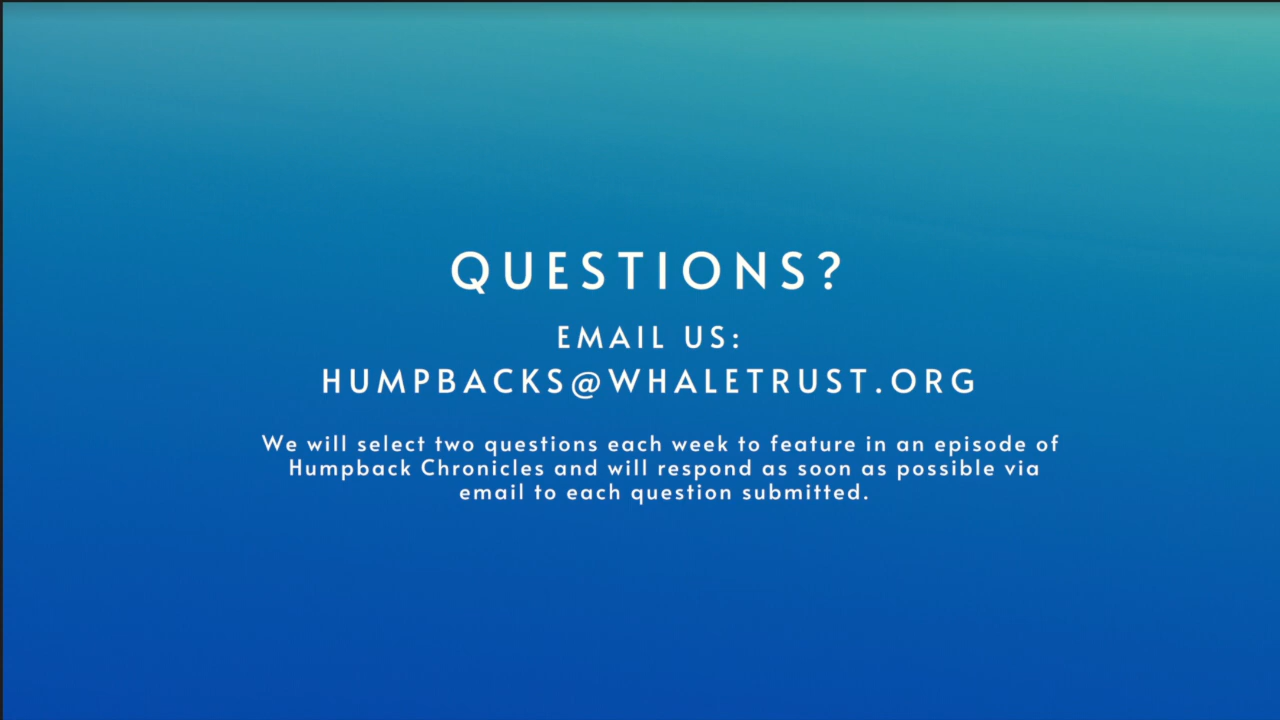 QUESTIONS?
EMAIL US:
HUMPBACKS@WHALETRUST.ORG
We will select two questions each week to feature in an episode of
Humpback Chronicles and will respond as soon as possible via
email to each question submitted.